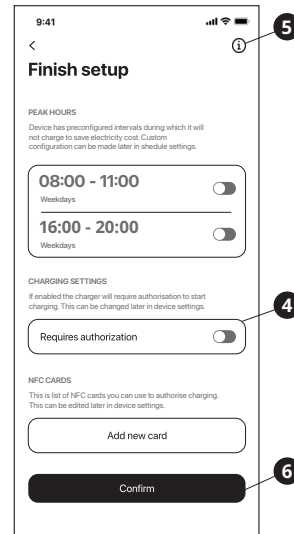 9:41
5
Finish setup
PEAK HOURS
Device has preconfigured intervals during which it will
not charge to save electricity cost. Custom
configuration can be made later in shedule settings.
08:00 - 11:00
Weekdays
16:00 - 20:00
Weekdays
CHARGING SETTINGS
If enabled the charger will require authorisation to start
charging. This can be changed later in device settings.
4
Requires authorization
NFC CARDS
This is list of NFC cards you can use to authorise charging.
This can be edited later in device settings.
Add new card
6
Confirm